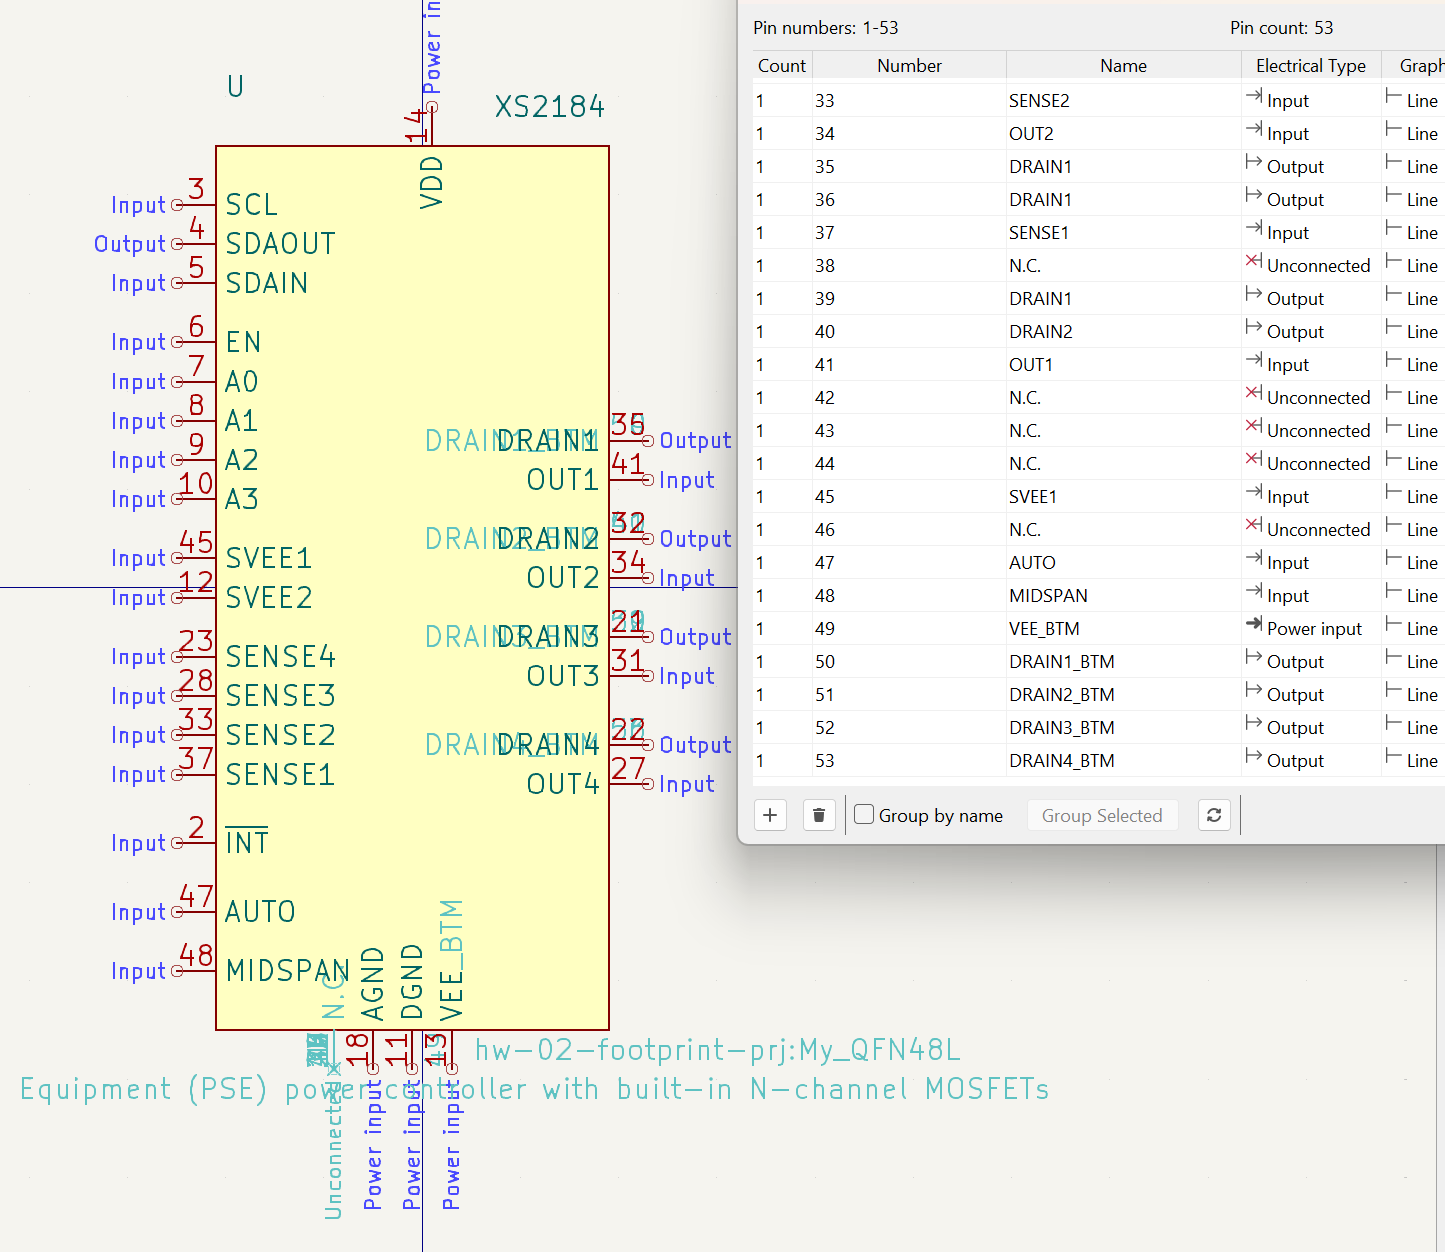 Power in
U
XS2184
14
VDD
Input 3 SCL
Output 4 SDAOUT
Input 5 SDAIN
Input 6 EN
Input 7 A0
Input 8 A1
Input 9 A2
Input 10 A3
Input 45 SVEE1
Input 12 SVEE2
Input 23 SENSE4
Input 28 SENSE3
Input 33 SENSE2
Input 37 SENSE1
Input 2 INT
Input 47 AUTO
Input 48 MIDSPAN
DRAIN1 35 Output
OUT1 41 Input
DRAIN2 32 Output
OUT2 34 Input
DRAIN3 21 Output
OUT3 31 Input
DRAIN4 22 Output
OUT4 27 Input
N.C.
Unconnected
AGND 18 Power input
DGND 11 Power input
VEE_BTM 13 Power input
hw-02-footprint-prj:My_QFN48L
Equipment (PSE) power controller with built-in N-channel MOSFETs
Pin numbers: 1-53 Pin count: 53
Count Number Name Electrical Type Graph
1 33 SENSE2 Input Line
1 34 OUT2 Input Line
1 35 DRAIN1 Output Line
1 36 DRAIN1 Output Line
1 37 SENSE1 Input Line
1 38 N.C. Unconnected Line
1 39 DRAIN1 Output Line
1 40 DRAIN2 Output Line
1 41 OUT1 Input Line
1 42 N.C. Unconnected Line
1 43 N.C. Unconnected Line
1 44 N.C. Unconnected Line
1 45 SVEE1 Input Line
1 46 N.C. Unconnected Line
1 47 AUTO Input Line
1 48 MIDSPAN Input Line
1 49 VEE_BTM Power input Line
1 50 DRAIN1_BTM Output Line
1 51 DRAIN2_BTM Output Line
1 52 DRAIN3_BTM Output Line
1 53 DRAIN4_BTM Output Line
Group by name Group Selected